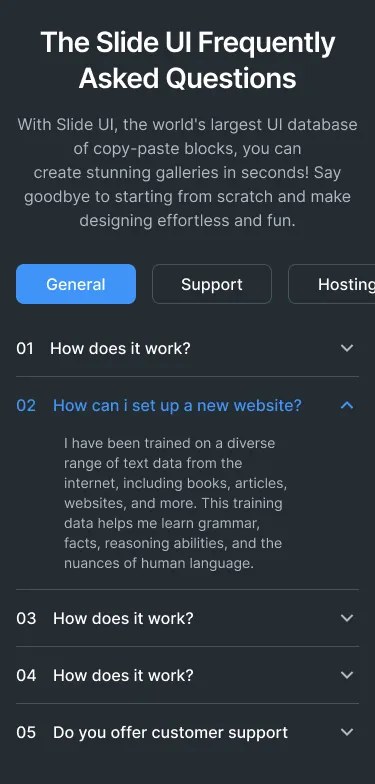 The Slide UI Frequently
Asked Questions
With Slide UI, the world's largest UI database
of copy-paste blocks, you can
create stunning galleries in seconds! Say
goodbye to starting from scratch and make
designing effortless and fun.
General Support Hosting
01 How does it work?
02 How can i set up a new website?
I have been trained on a diverse
range of text data from the
internet, including books, articles,
websites, and more. This training
data helps me learn grammar,
facts, reasoning abilities, and the
nuances of human language.
03 How does it work?
04 How does it work?
05 Do you offer customer support